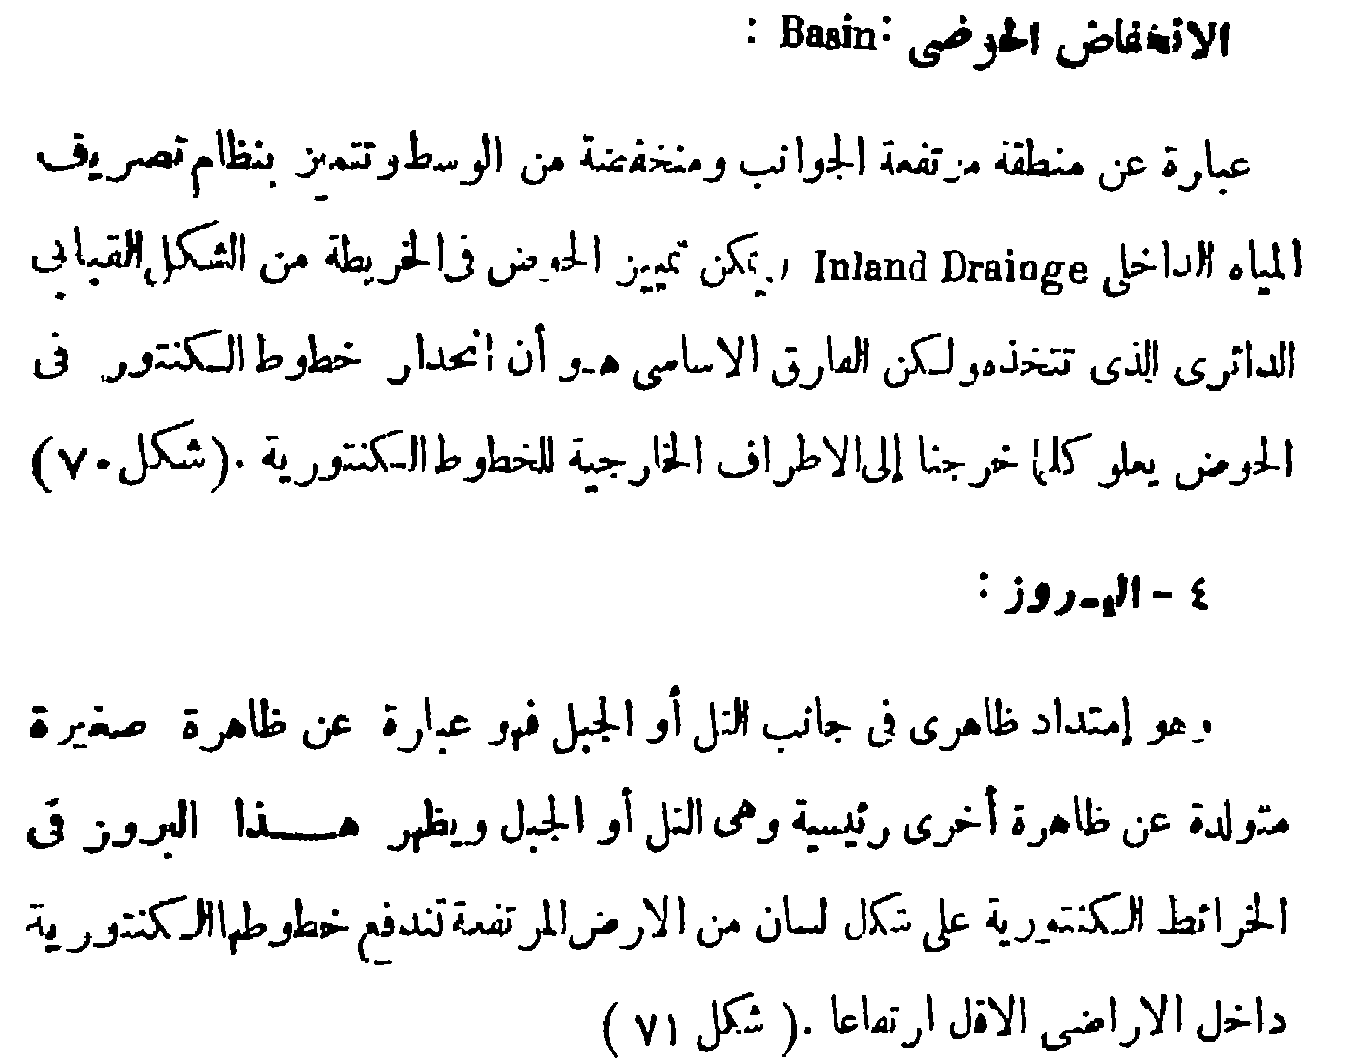 الانخفاض الحوضى :Basin :
عبارة عن منطقة مرتفعة الجوانب ومنخفضة من الوسط وتتميز بنظام تصريف
المياه الداخلى Inland Drainge ويمكن تمييز الحوض فى الخريطة من الشكل القبابى
الدائرى الذى تتخذه ولكن الفارق الاساسى هو أن انحدار خطوط الكنتور فى
الحوض يعلو كلما خرجنا إلى الاطراف الخارجية للخطوط الكنتورية .(شكل ٧٠)
٤ - البروز :
وهو إمتداد ظاهرى فى جانب التل أو الجبل فهو عبارة عن ظاهرة صغيرة
متولدة عن ظاهرة أخرى رئيسية وهى التل أو الجبل ويظهر هـــذا البروز فى
الخرائط الكنتورية على شكل لسان من الارض المرتفعة تندفع خطوطها الكنتورية
داخل الاراضى الاقل ارتفاعا .( شكل ٧١ )